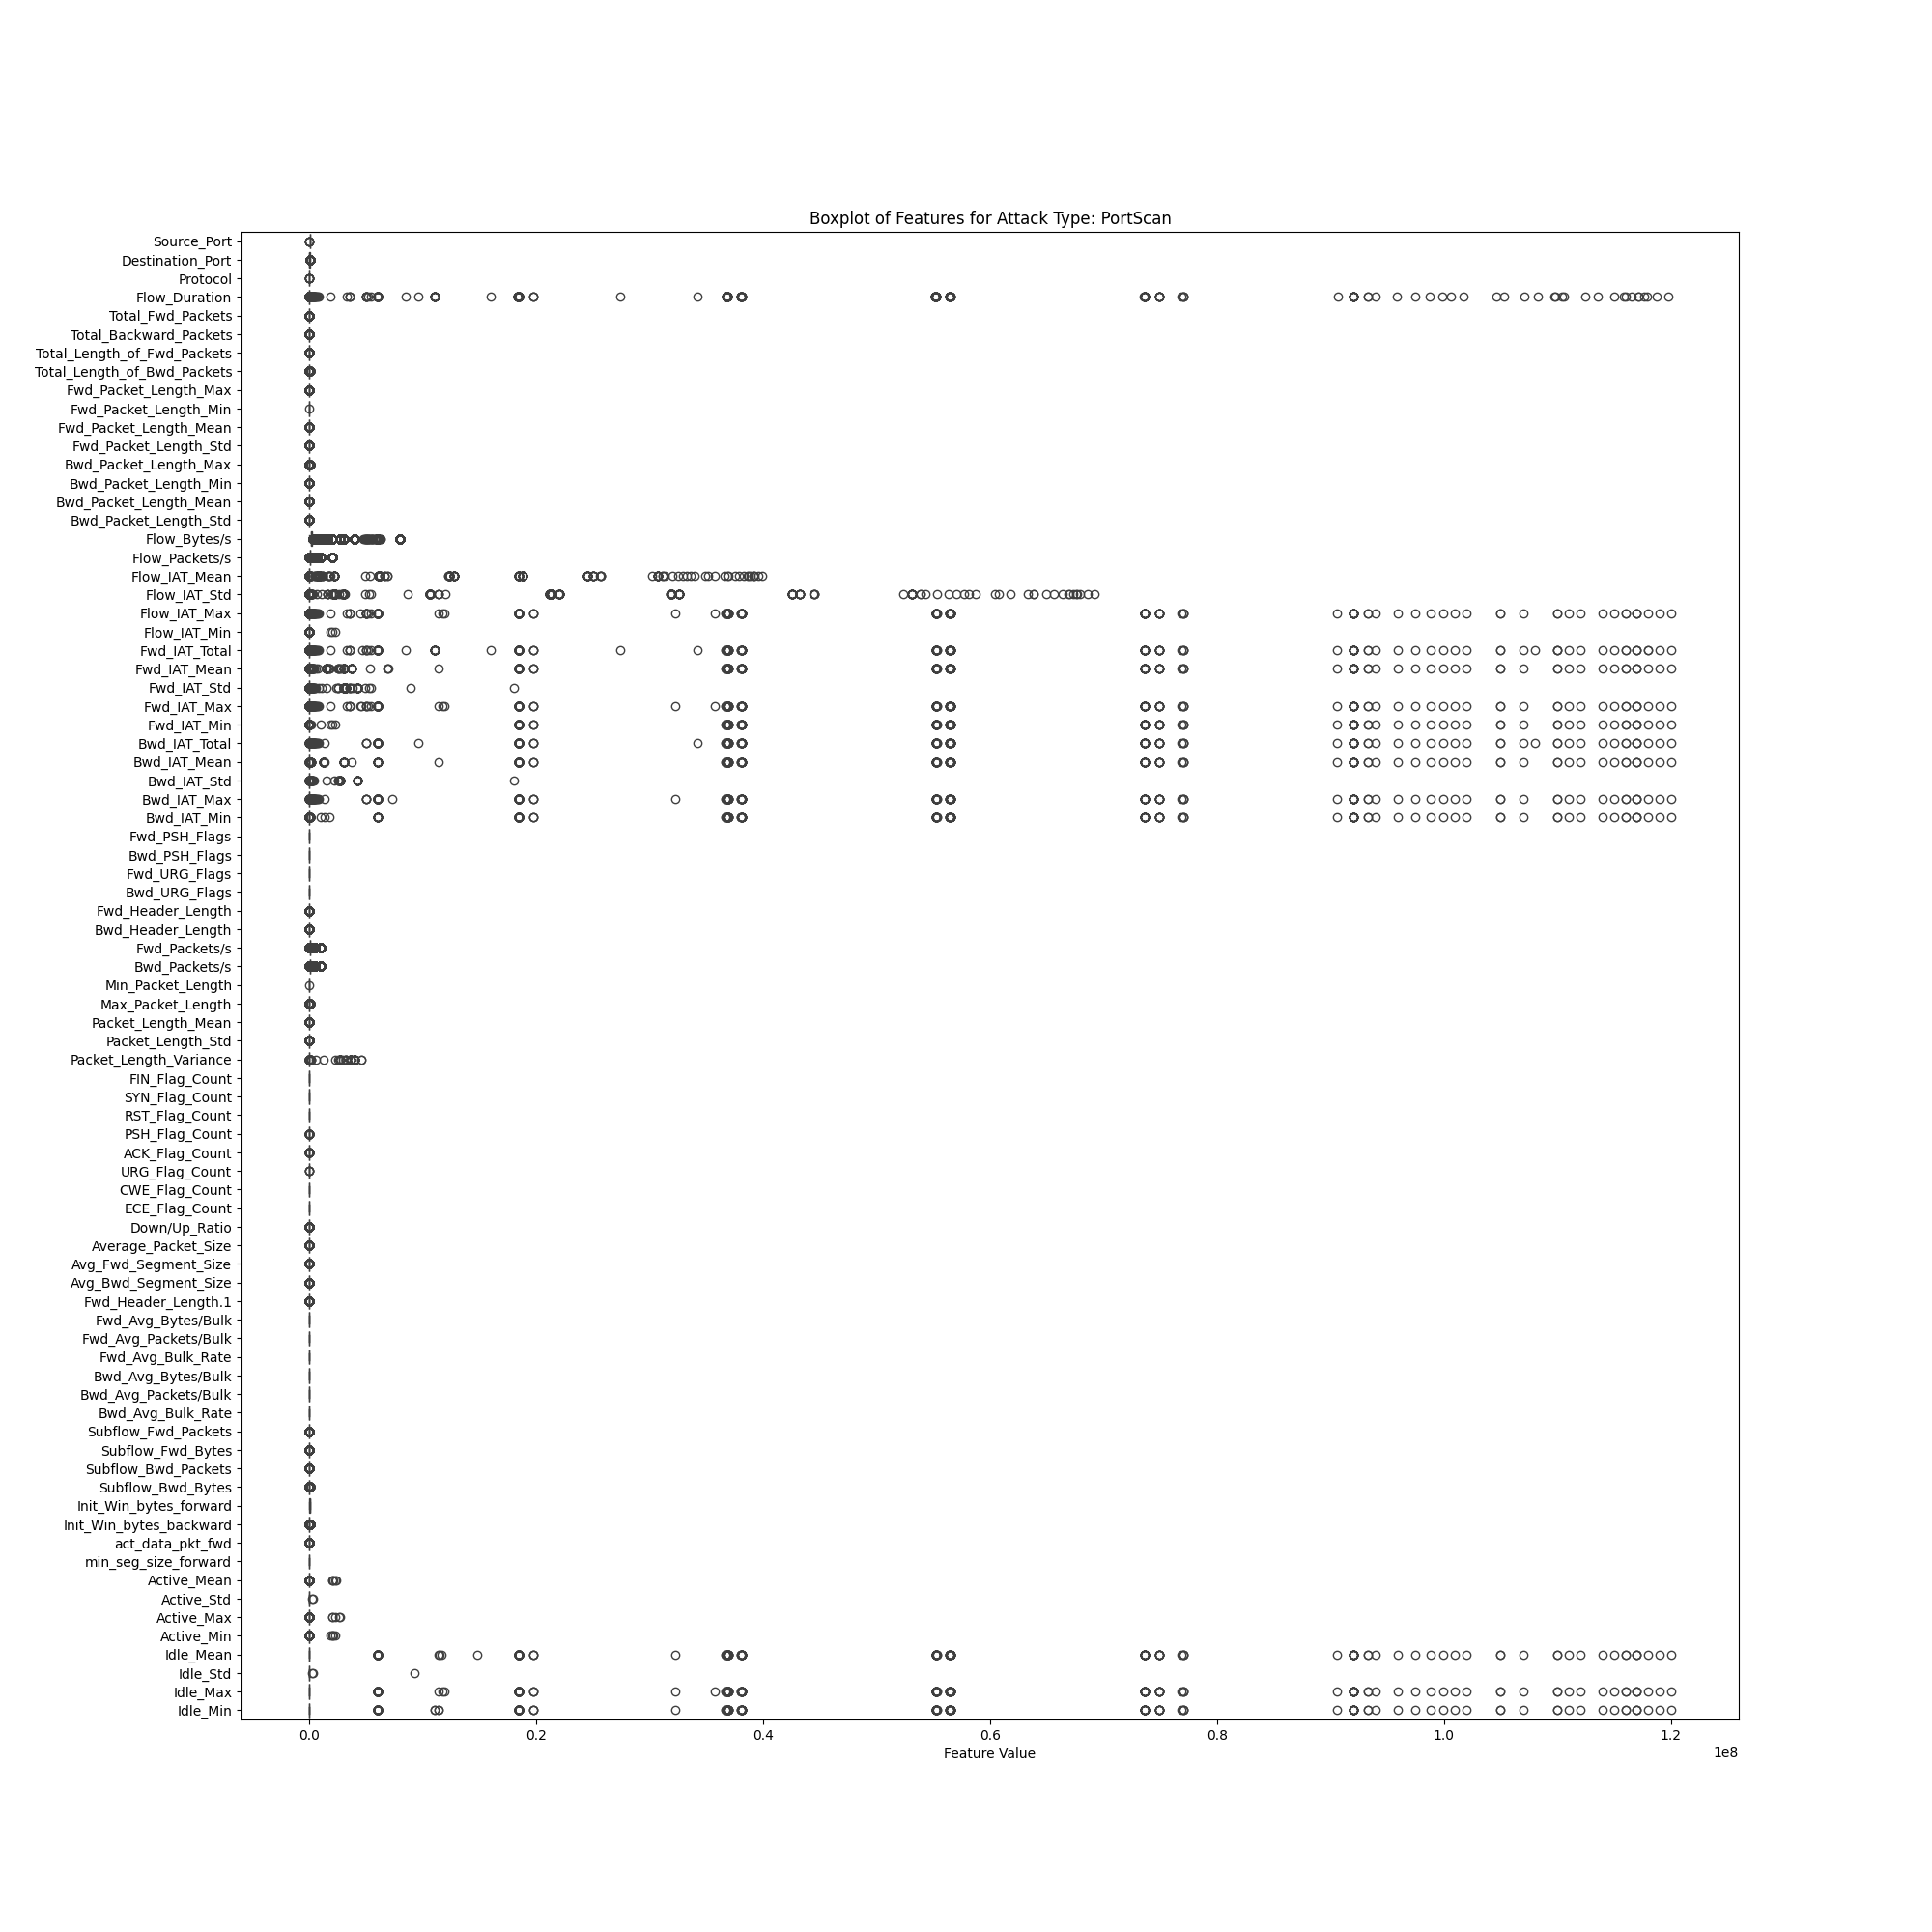 Boxplot of Features for Attack Type: PortScan
Source_Port
Destination_Port
Protocol
Flow_Duration
Total_Fwd_Packets
Total_Backward_Packets
Total_Length_of_Fwd_Packets
Total_Length_of_Bwd_Packets
Fwd_Packet_Length_Max
Fwd_Packet_Length_Min
Fwd_Packet_Length_Mean
Fwd_Packet_Length_Std
Bwd_Packet_Length_Max
Bwd_Packet_Length_Min
Bwd_Packet_Length_Mean
Bwd_Packet_Length_Std
Flow_Bytes/s
Flow_Packets/s
Flow_IAT_Mean
Flow_IAT_Std
Flow_IAT_Max
Flow_IAT_Min
Fwd_IAT_Total
Fwd_IAT_Mean
Fwd_IAT_Std
Fwd_IAT_Max
Fwd_IAT_Min
Bwd_IAT_Total
Bwd_IAT_Mean
Bwd_IAT_Std
Bwd_IAT_Max
Bwd_IAT_Min
Fwd_PSH_Flags
Bwd_PSH_Flags
Fwd_URG_Flags
Bwd_URG_Flags
Fwd_Header_Length
Bwd_Header_Length
Fwd_Packets/s
Bwd_Packets/s
Min_Packet_Length
Max_Packet_Length
Packet_Length_Mean
Packet_Length_Std
Packet_Length_Variance
FIN_Flag_Count
SYN_Flag_Count
RST_Flag_Count
PSH_Flag_Count
ACK_Flag_Count
URG_Flag_Count
CWE_Flag_Count
ECE_Flag_Count
Down/Up_Ratio
Average_Packet_Size
Avg_Fwd_Segment_Size
Avg_Bwd_Segment_Size
Fwd_Header_Length.1
Fwd_Avg_Bytes/Bulk
Fwd_Avg_Packets/Bulk
Fwd_Avg_Bulk_Rate
Bwd_Avg_Bytes/Bulk
Bwd_Avg_Packets/Bulk
Bwd_Avg_Bulk_Rate
Subflow_Fwd_Packets
Subflow_Fwd_Bytes
Subflow_Bwd_Packets
Subflow_Bwd_Bytes
Init_Win_bytes_forward
Init_Win_bytes_backward
act_data_pkt_fwd
min_seg_size_forward
Active_Mean
Active_Std
Active_Max
Active_Min
Idle_Mean
Idle_Std
Idle_Max
Idle_Min
0.0 0.2 0.4 0.6 0.8 1.0 1.2
Feature Value
1e8